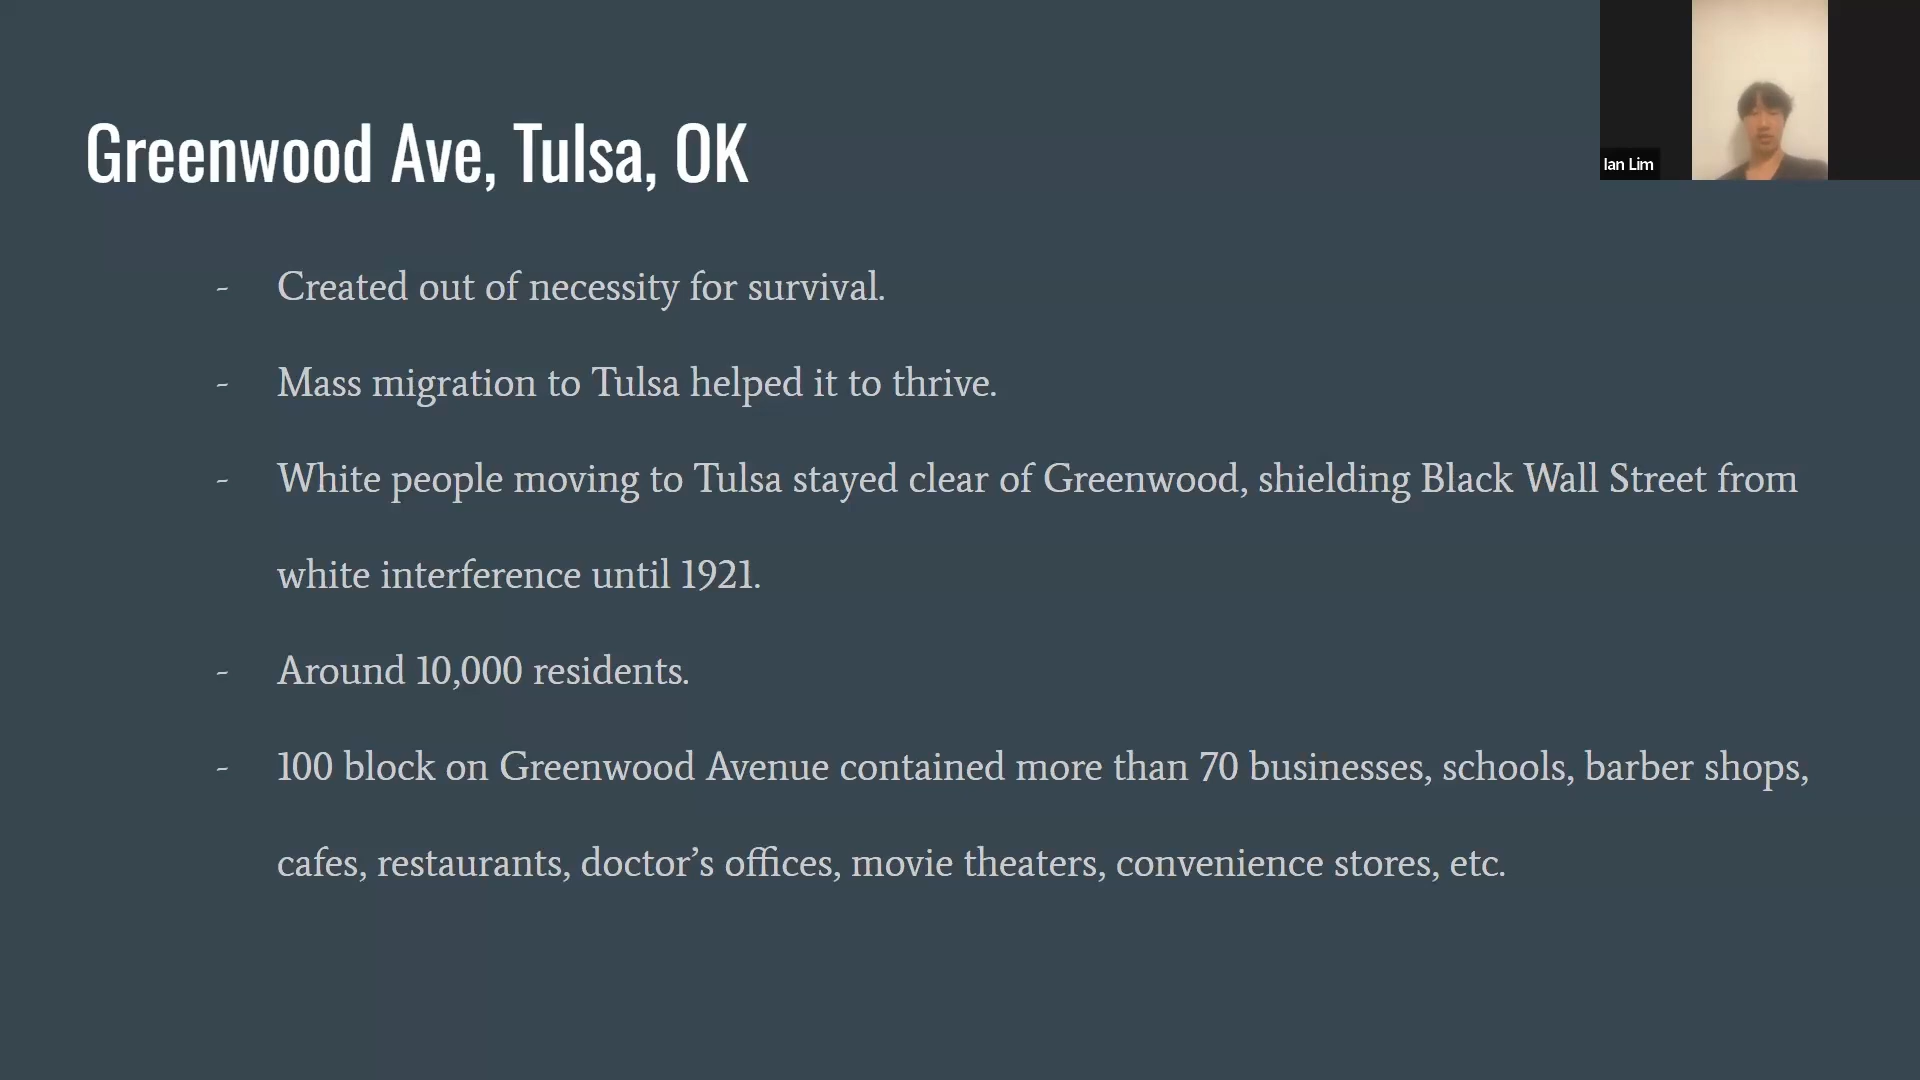 Greenwood Ave, Tulsa, OK
Ian Lim
- Created out of necessity for survival.
- Mass migration to Tulsa helped it to thrive.
- White people moving to Tulsa stayed clear of Greenwood, shielding Black Wall Street from
white interference until 1921.
- Around 10,000 residents.
- 100 block on Greenwood Avenue contained more than 70 businesses, schools, barber shops,
cafes, restaurants, doctor’s offices, movie theaters, convenience stores, etc.